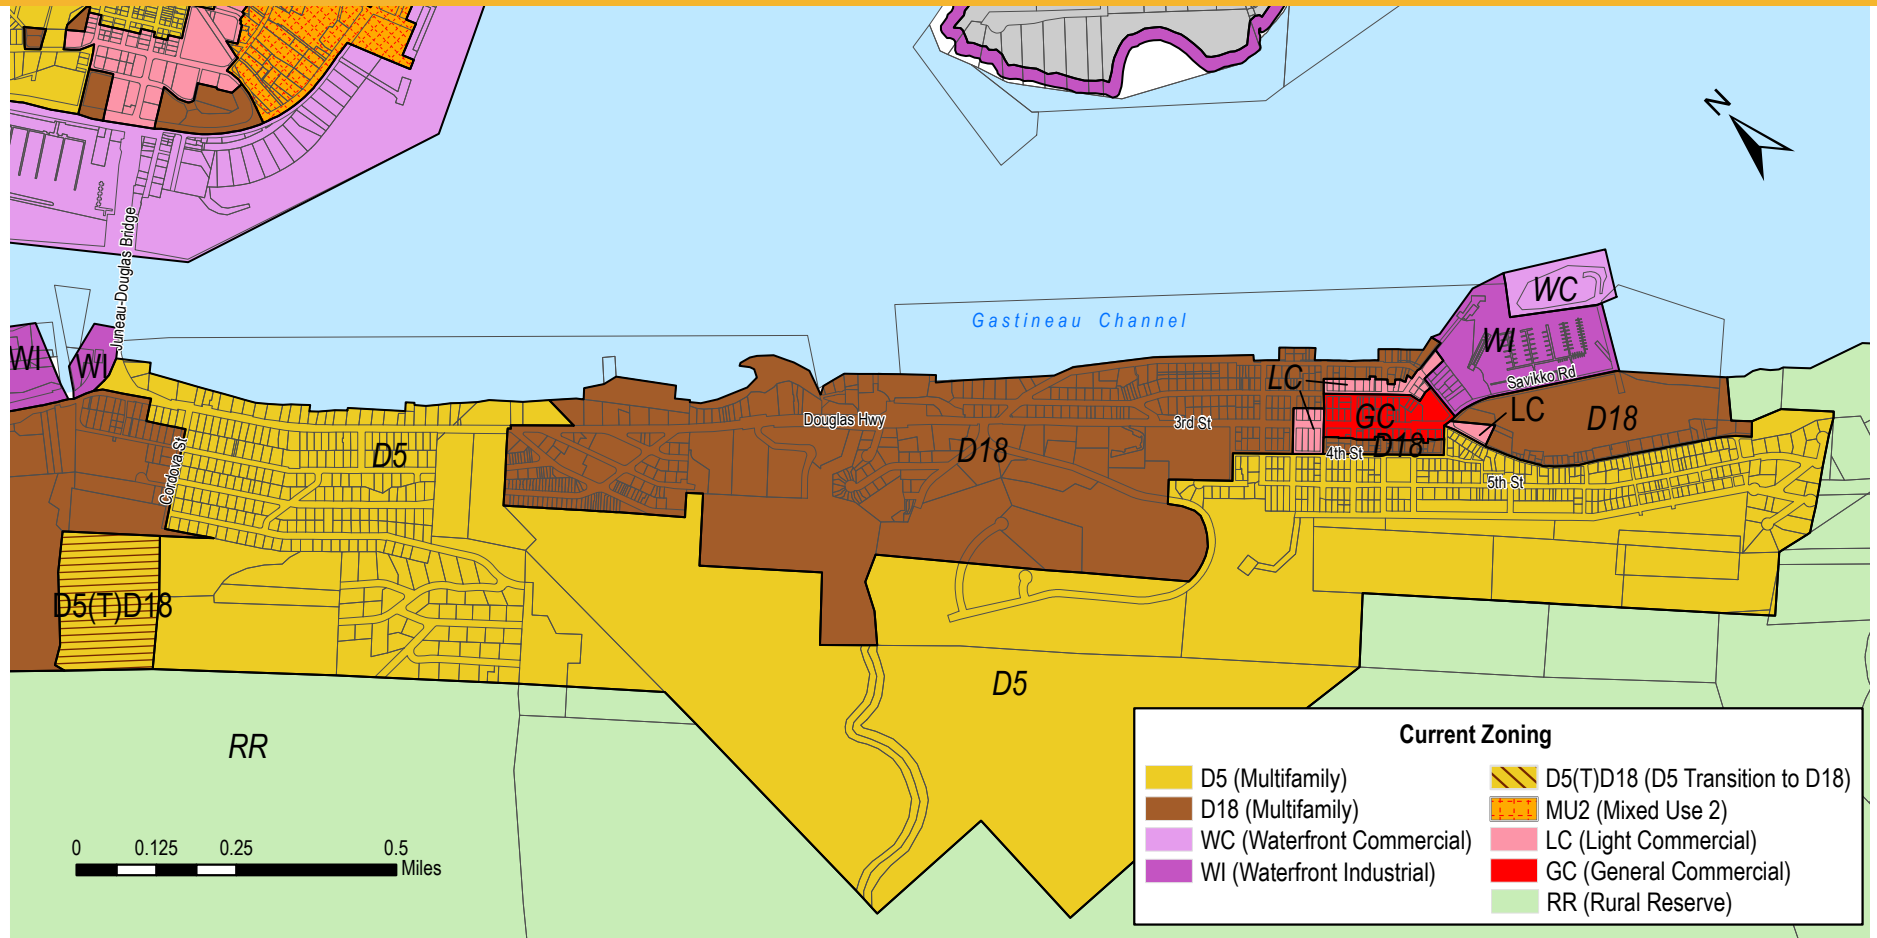 N
Juneau-Douglas Bridge
WC
Gastineau Channel
WI
WI
WI
Savikko Rd
LC
LC
GC
D18
Douglas Hwy
3rd St
D18
D18
4th St
5th St
D5
Cordova St
D5(T)D18
D5
RR
Current Zoning
D5 (Multifamily)
D18 (Multifamily)
WC (Waterfront Commercial)
WI (Waterfront Industrial)
D5(T)D18 (D5 Transition to D18)
MU2 (Mixed Use 2)
LC (Light Commercial)
GC (General Commercial)
RR (Rural Reserve)
0 0.125 0.25 0.5
Miles